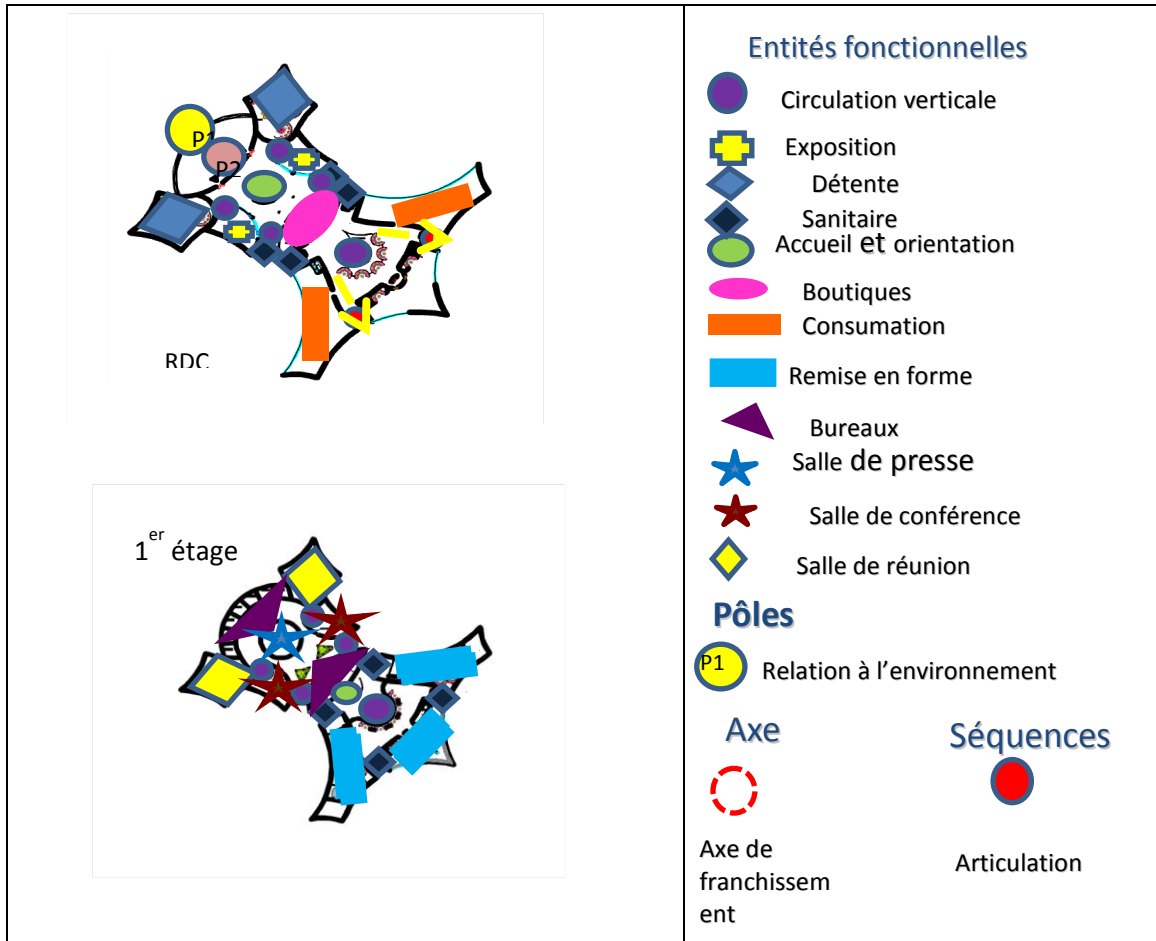 P1
P2
RDC
1er étage
Entités fonctionnelles
Circulation verticale
Exposition
Détente
Sanitaire
Accueil et orientation
Boutiques
Consumation
Remise en forme
Bureaux
Salle de presse
Salle de conférence
Salle de réunion
Pôles
P1
Relation à l'environnement
Axe
Séquences
Axe de
franchissem
ent
Articulation